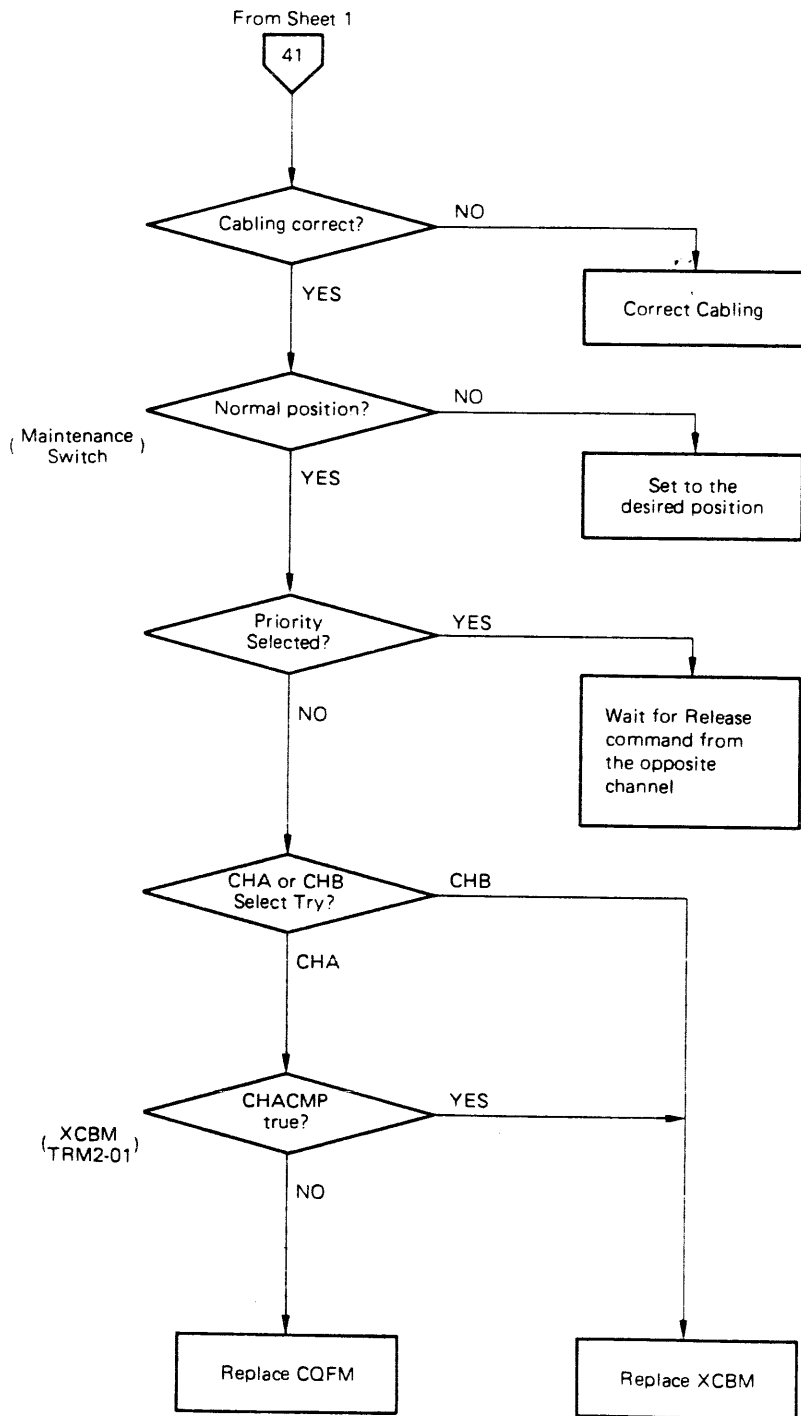 From Sheet 1
41
Cabling correct?
NO
YES
Correct Cabling
Normal position?
NO
(Maintenance
Switch)
YES
Set to the
desired position
Priority
Selected?
YES
NO
Wait for Release
command from
the opposite
channel
CHA or CHB
Select Try?
CHB
CHA
CHACMP
true?
YES
(XCBM
TRM2-01)
NO
Replace CQFM
Replace XCBM